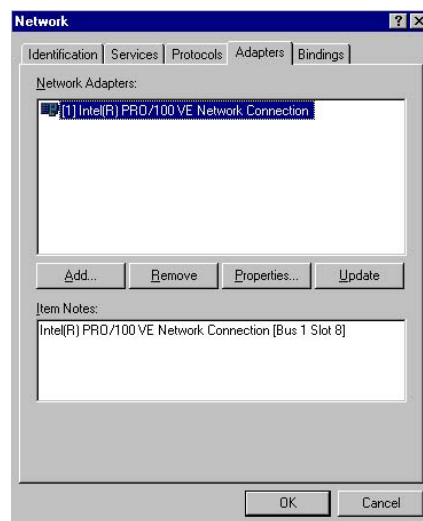 Network
Identification Services Protocols Adapters Bindings
Network Adapters:
[1] Intel(R) PRO/100 VE Network Connection
Add... Remove Properties... Update
Item Notes:
Intel(R) PRO/100 VE Network Connection [Bus 1 Slot 8]
OK Cancel